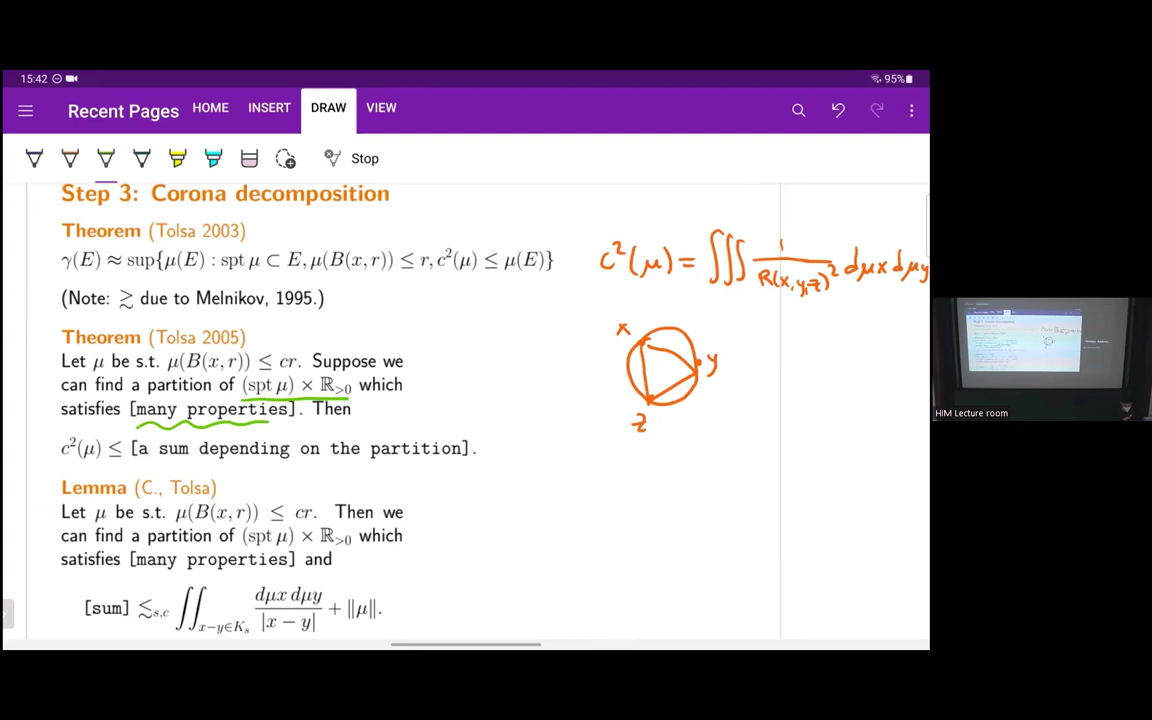 15:42
95%
Recent Pages HOME INSERT DRAW VIEW
Stop
Step 3: Corona decomposition
Theorem (Tolsa 2003)
γ(E) ≈ sup{μ(E) : spt μ ⊂ E, μ(B(x, r)) ≤ r, c²(μ) ≤ μ(E)}
(Note: ≳ due to Melnikov, 1995.)
Theorem (Tolsa 2005)
Let μ be s.t. μ(B(x, r)) ≤ cr. Suppose we
can find a partition of (spt μ) × ℝ>0 which
satisfies [many properties]. Then
c²(μ) ≤ [a sum depending on the partition].
Lemma (C., Tolsa)
Let μ be s.t. μ(B(x, r)) ≤ cr. Then we
can find a partition of (spt μ) × ℝ>0 which
satisfies [many properties] and
[sum] ≲s,c ∬x−y∈Ks dμx dμy / |x − y| + ‖μ‖.
c²(μ) = ∭ 1 / R(x,y,z)² dμx dμy
x
y
z
HIM Lecture room